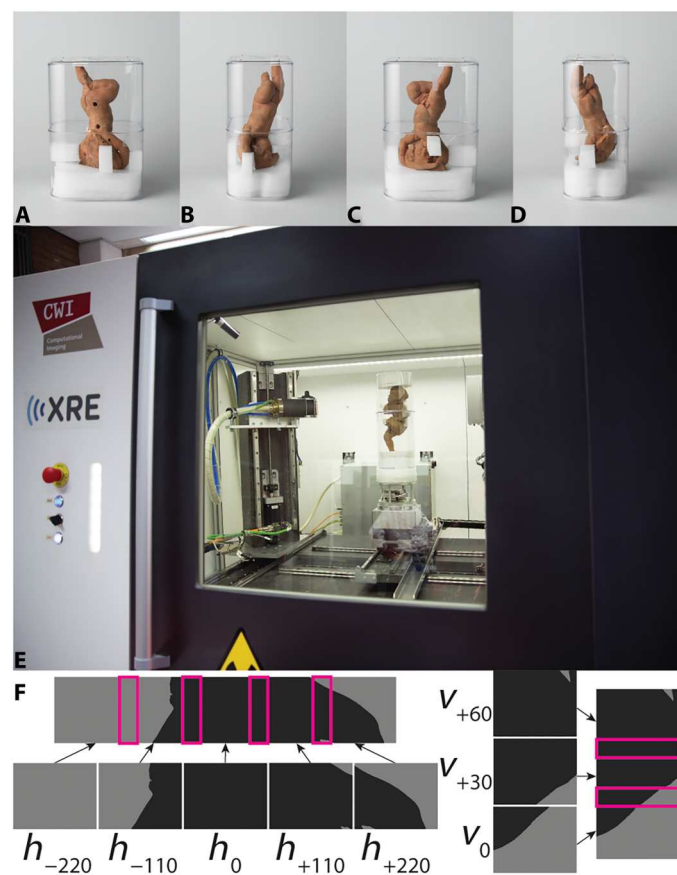 A
B
C
D
CWI
Computational
Imaging
XRE
E
F
h−220
h−110
h0
h+110
h+220
v+60
v+30
v0